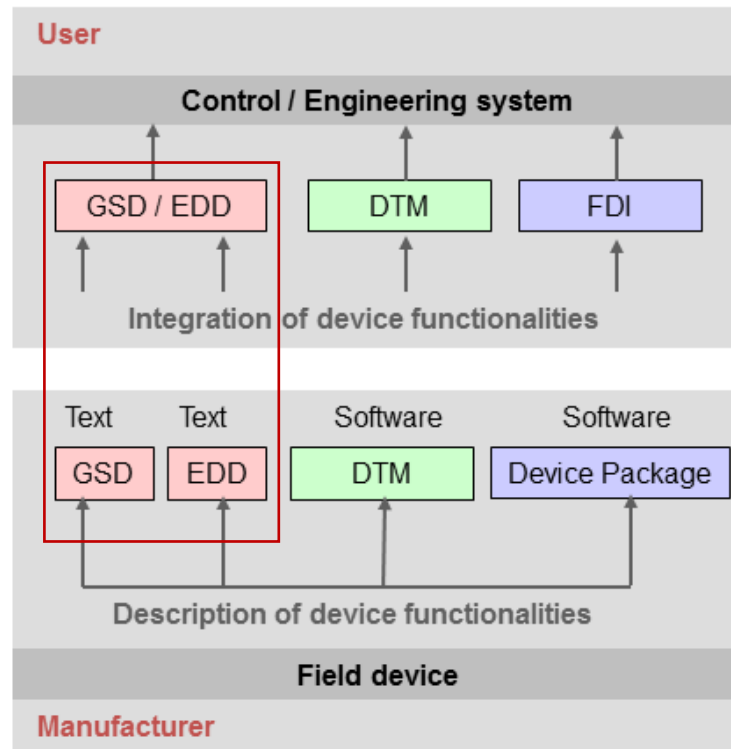 User
Control / Engineering system
GSD / EDD DTM FDI
Integration of device functionalities
Text Text Software Software
GSD EDD DTM Device Package
Description of device functionalities
Field device
Manufacturer